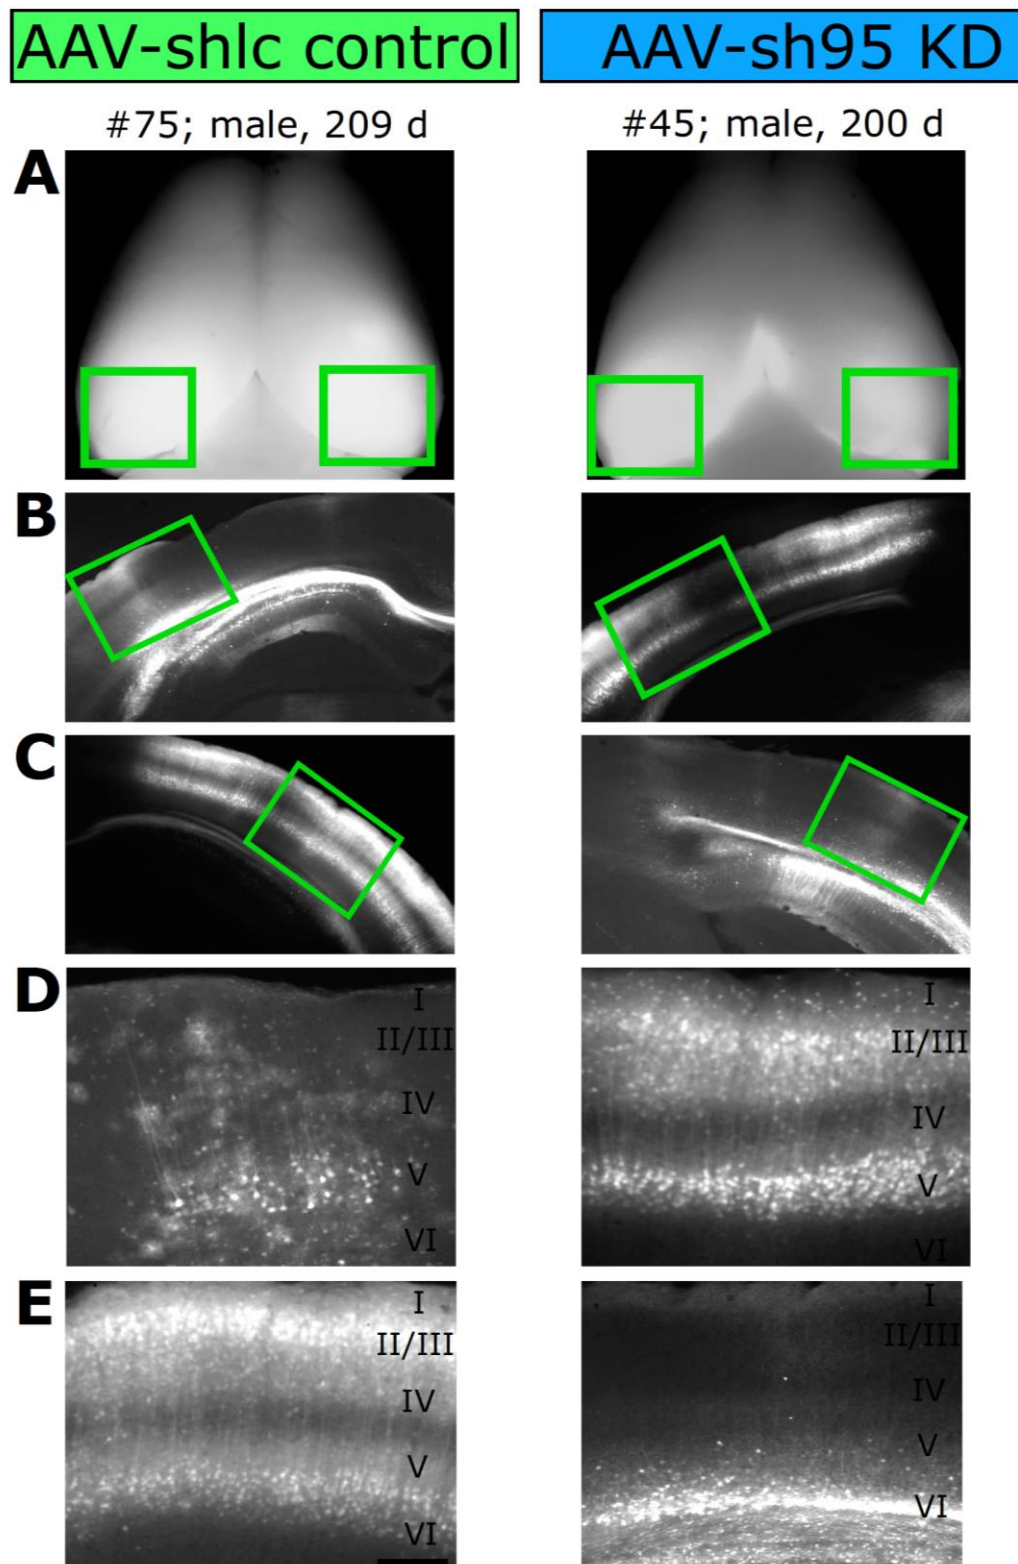 AAV-shlc control
AAV-sh95 KD
#75; male, 209 d
#45; male, 200 d
A
B
C
D
I
II/III
IV
V
VI
I
II/III
IV
V
VI
E
I
II/III
IV
V
VI
I
II/III
IV
V
VI